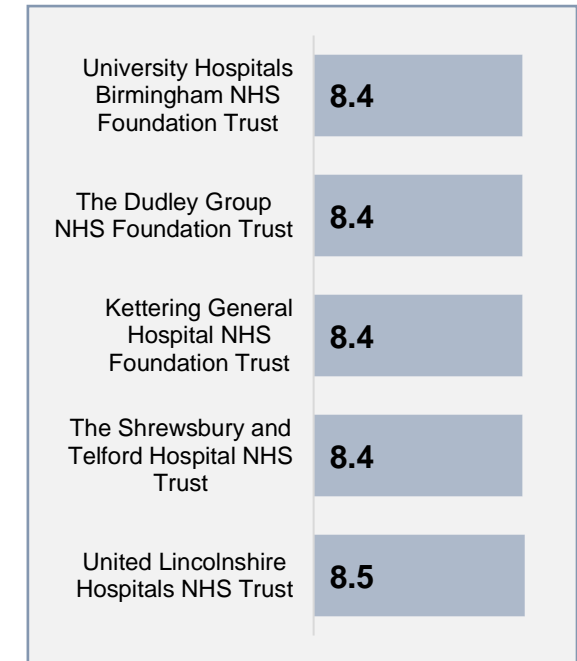 University Hospitals
Birmingham NHS
Foundation Trust
8.4
The Dudley Group
NHS Foundation Trust
8.4
Kettering General
Hospital NHS
Foundation Trust
8.4
The Shrewsbury and
Telford Hospital NHS
Trust
8.4
United Lincolnshire
Hospitals NHS Trust
8.5